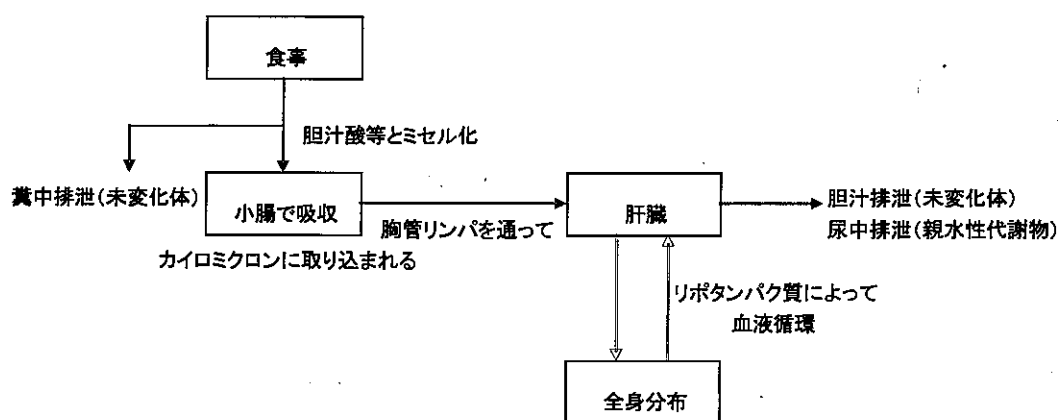 食事
胆汁酸等とミセル化
糞中排泄(未変化体)
小腸で吸収
胸管リンパを通って
カイロミクロンに取り込まれる
肝臓
胆汁排泄(未変化体)
尿中排泄(親水性代謝物)
リポタンパク質によって
血液循環
全身分布